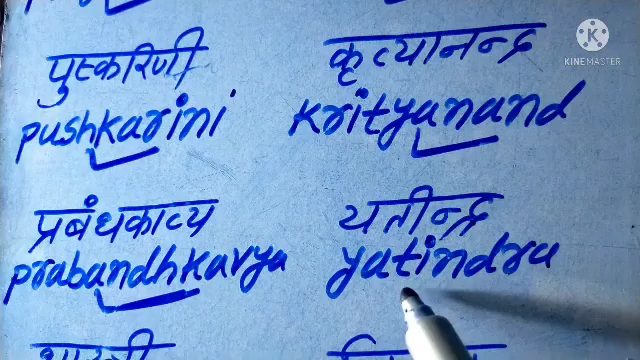 पुस्करिणी कृत्यानन्द्र
pushkarini krityanand
प्रबंधकाव्य यतीन्द्र
prabandhkavya yatindra
K
KINEMASTER